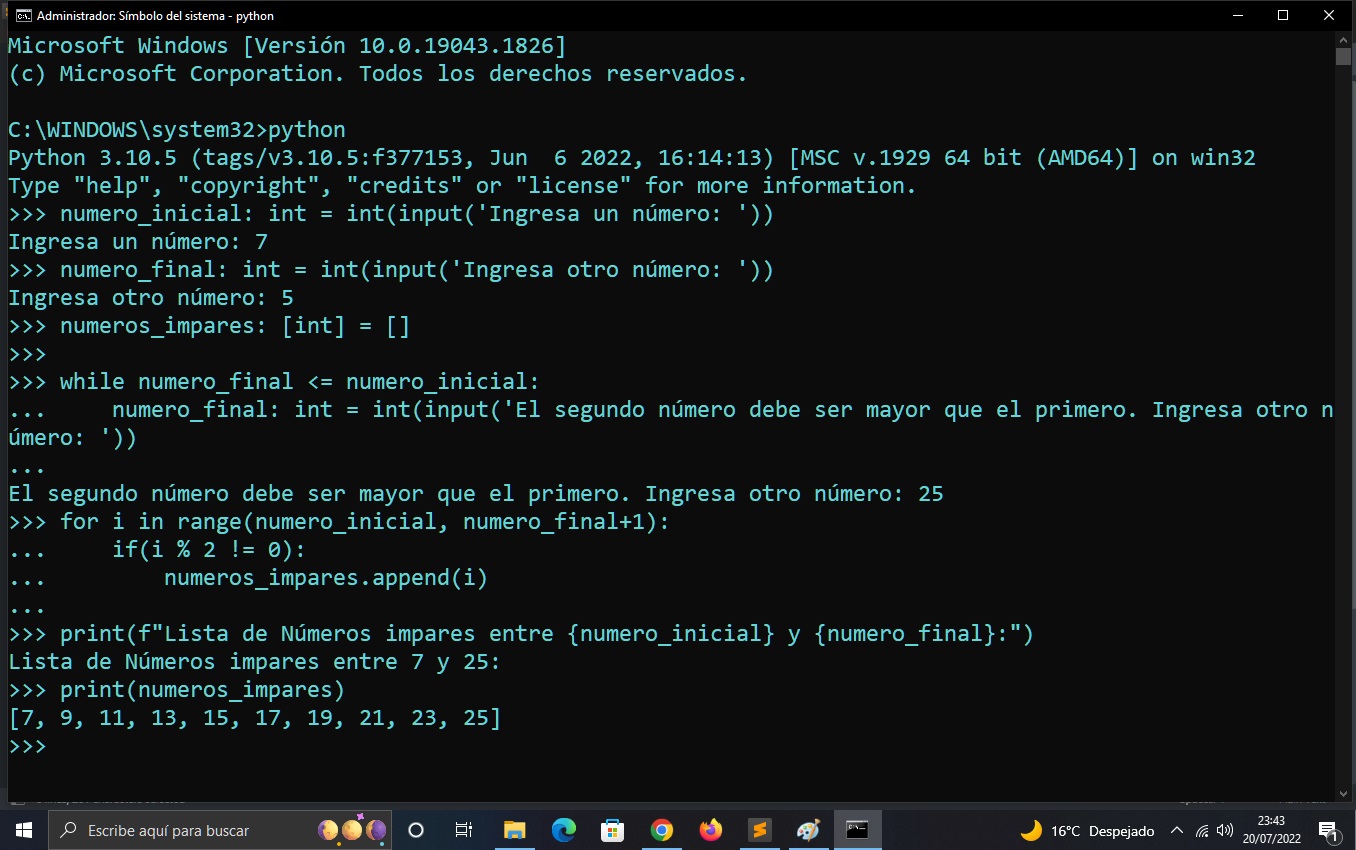 Administrador: Símbolo del sistema - python
Microsoft Windows [Versión 10.0.19043.1826]
(c) Microsoft Corporation. Todos los derechos reservados.
C:\WINDOWS\system32>python
Python 3.10.5 (tags/v3.10.5:f377153, Jun  6 2022, 16:14:13) [MSC v.1929 64 bit (AMD64)] on win32
Type "help", "copyright", "credits" or "license" for more information.
>>> numero_inicial: int = int(input('Ingresa un número: '))
Ingresa un número: 7
>>> numero_final: int = int(input('Ingresa otro número: '))
Ingresa otro número: 5
>>> numeros_impares: [int] = []
>>>
>>> while numero_final <= numero_inicial:
...     numero_final: int = int(input('El segundo número debe ser mayor que el primero. Ingresa otro n
úmero: '))
...
El segundo número debe ser mayor que el primero. Ingresa otro número: 25
>>> for i in range(numero_inicial, numero_final+1):
...     if(i % 2 != 0):
...         numeros_impares.append(i)
...
>>> print(f"Lista de Números impares entre {numero_inicial} y {numero_final}:")
Lista de Números impares entre 7 y 25:
>>> print(numeros_impares)
[7, 9, 11, 13, 15, 17, 19, 21, 23, 25]
>>>
Escribe aquí para buscar
16°C Despejado
23:43
20/07/2022
1